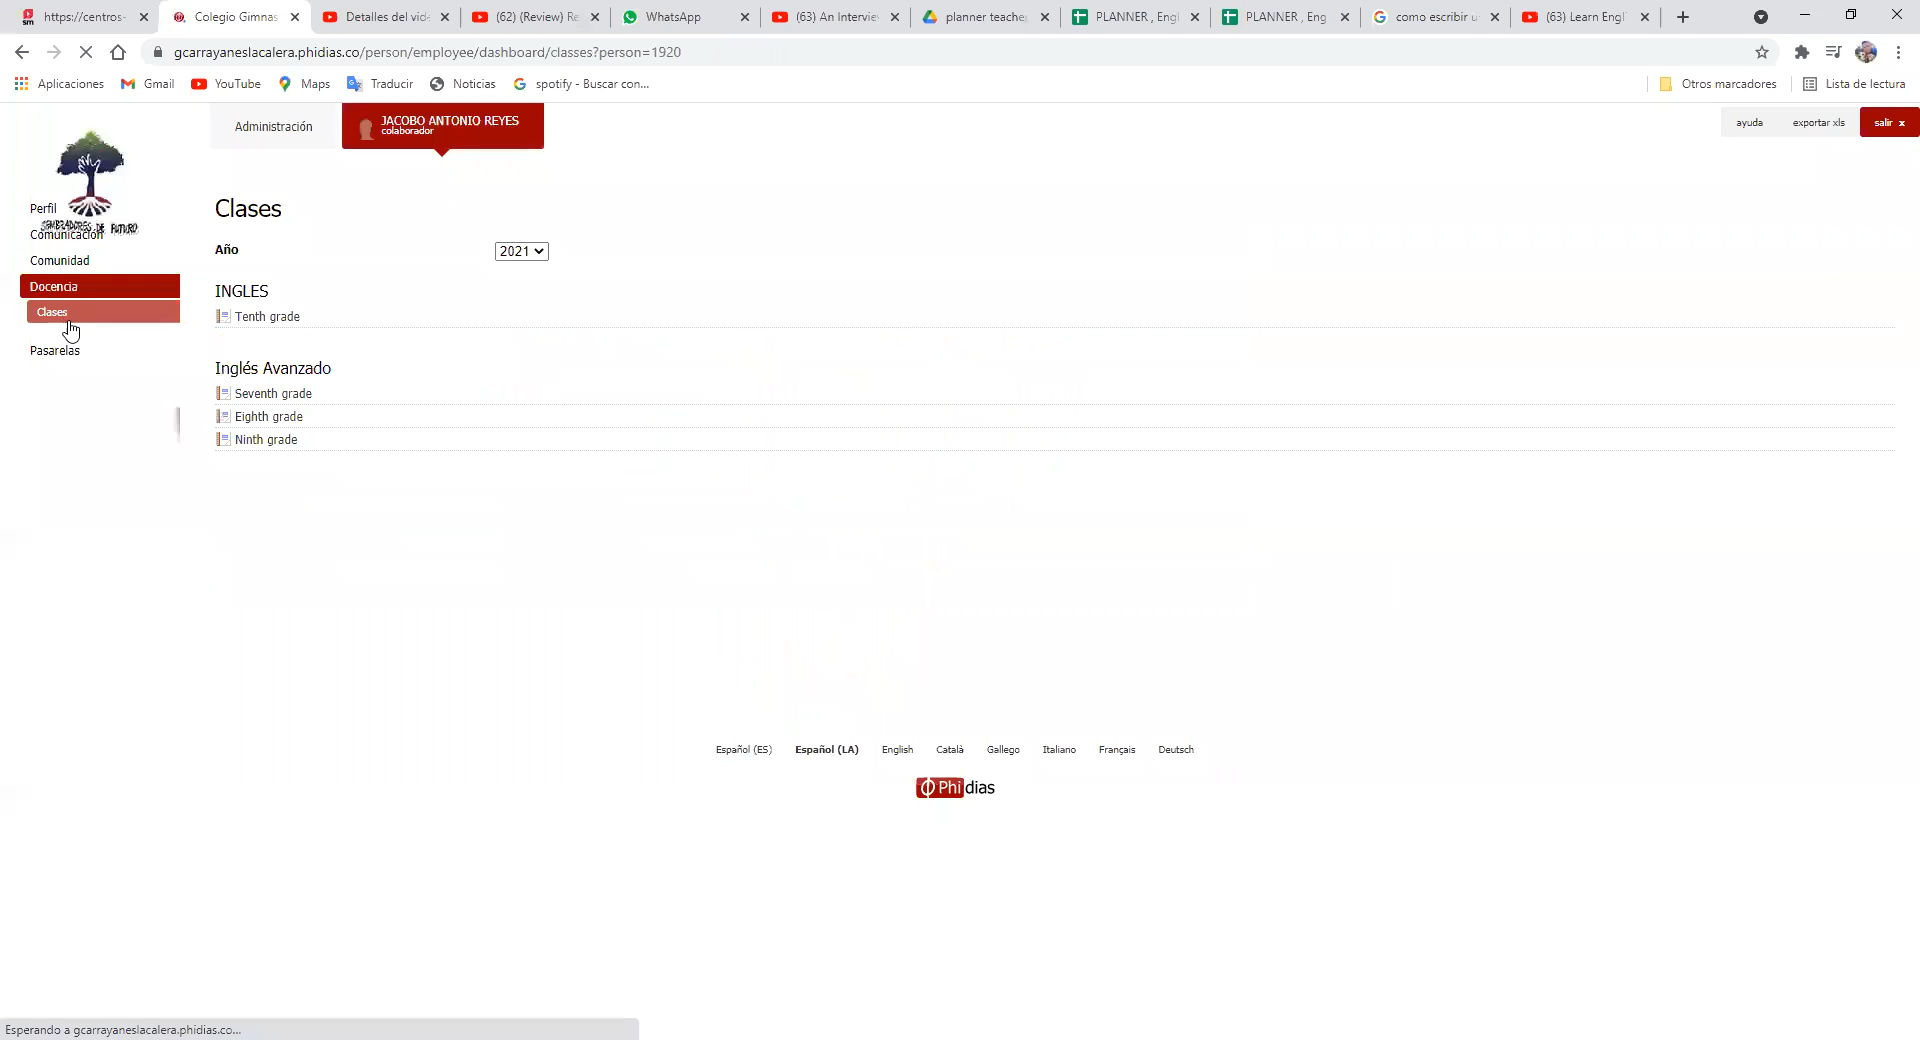 https://centros-
Colegio Gimnas
Detalles del vid
(62) (Review) Re
WhatsApp
(63) An Intervie
planner teache
PLANNER , Engl
PLANNER , Eng
como escribir u
(63) Learn Engl
gcarrayaneslacalera.phidias.co/person/employee/dashboard/classes?person=1920
Aplicaciones
Gmail
YouTube
Maps
Traducir
Noticias
spotify - Buscar con...
Otros marcadores
Lista de lectura
Administración
JACOBO ANTONIO REYES
colaborador
ayuda
exportar xls
salir x
SEMBRADORES DE FUTURO
Perfil
Comunicación
Comunidad
Docencia
Clases
Pasarelas
Clases
Año
2021
INGLES
Tenth grade
Inglés Avanzado
Seventh grade
Eighth grade
Ninth grade
Español (ES)
Español (LA)
English
Català
Gallego
Italiano
Français
Deutsch
Phidias
Esperando a gcarrayaneslacalera.phidias.co...